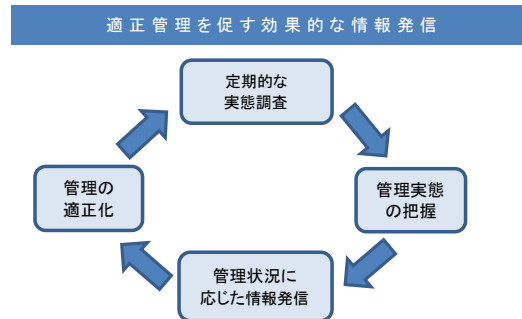 適正管理を促す効果的な情報発信
定期的な
実態調査
管理の
適正化
管理実態
の把握
管理状況に
応じた情報発信